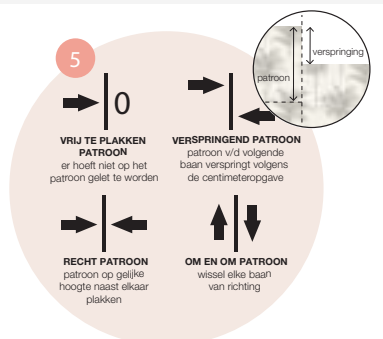 5
verspringing
patroon
0
VRIJ TE PLAKKEN
PATROON
er hoeft niet op het
patroon gelet te worden
VERSPRINGEND PATROON
patroon v/d volgende
baan verspringt volgens
de centimeteropgave
RECHT PATROON
patroon op gelijke
hoogte naast elkaar
plakken
OM EN OM PATROON
wissel elke baan
van richting